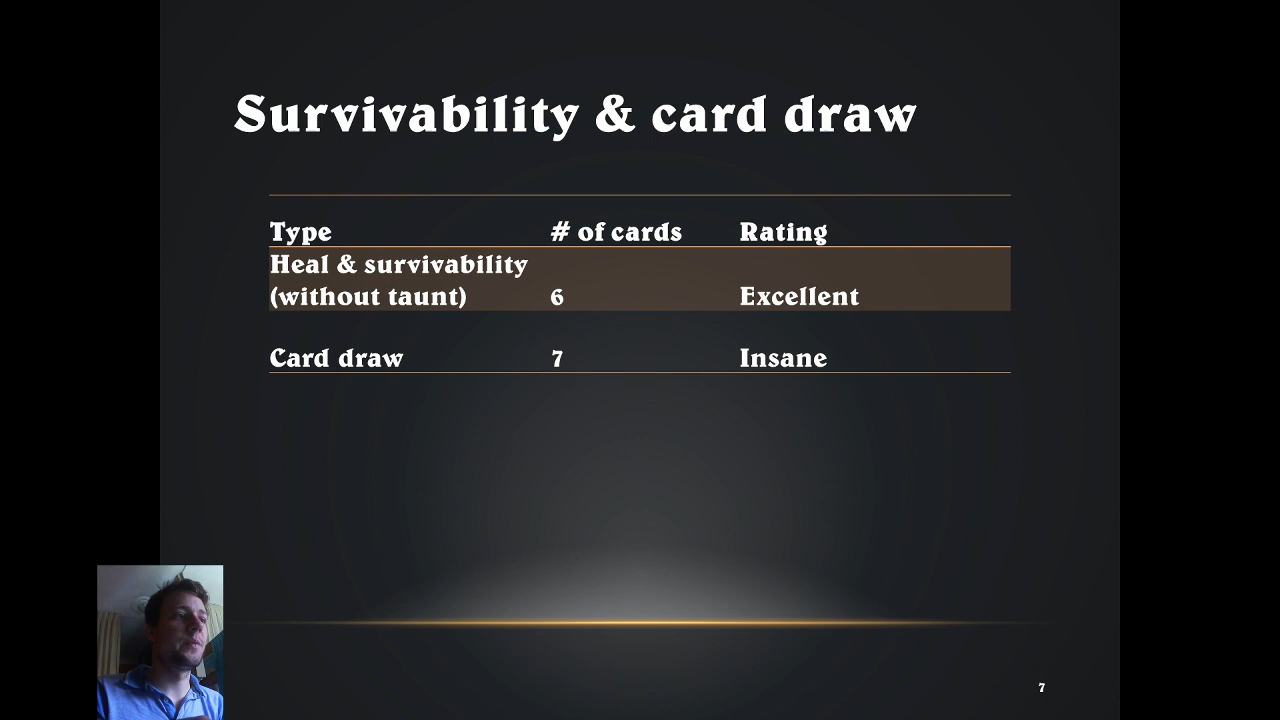 Survivability & card draw
Type # of cards Rating
Heal & survivability
(without taunt) 6 Excellent
Card draw 7 Insane
7